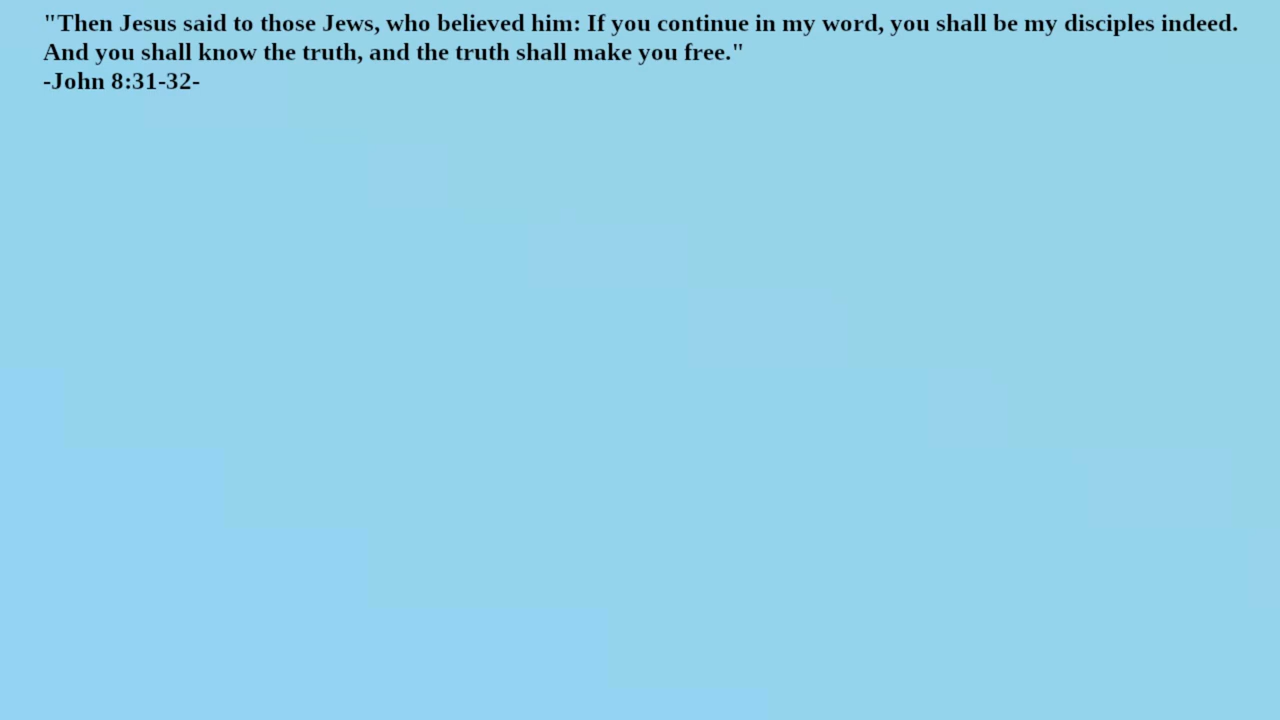 "Then Jesus said to those Jews, who believed him: If you continue in my word, you shall be my disciples indeed.
And you shall know the truth, and the truth shall make you free."
-John 8:31-32-